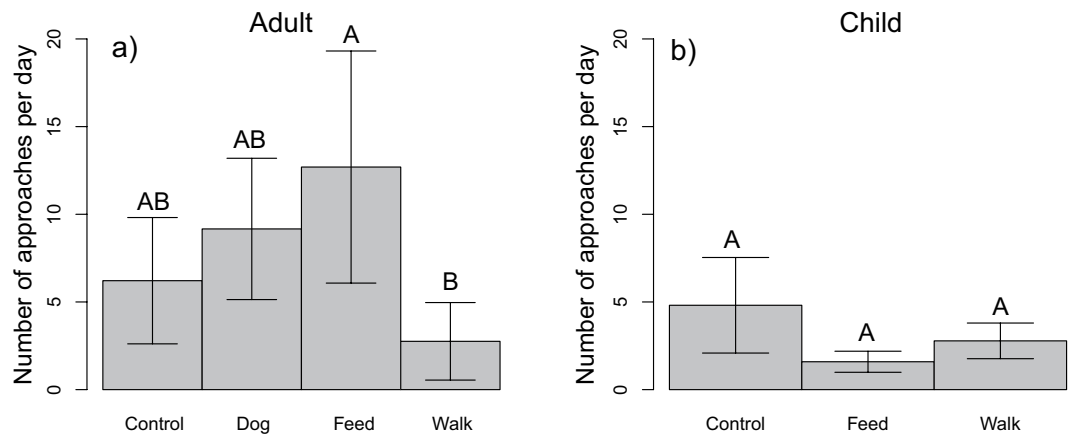 Adult
a)
Number of approaches per day
20
15
10
5
0
AB
AB
A
B
Control Dog Feed Walk
Child
b)
Number of approaches per day
20
15
10
5
0
A
A
A
Control Feed Walk